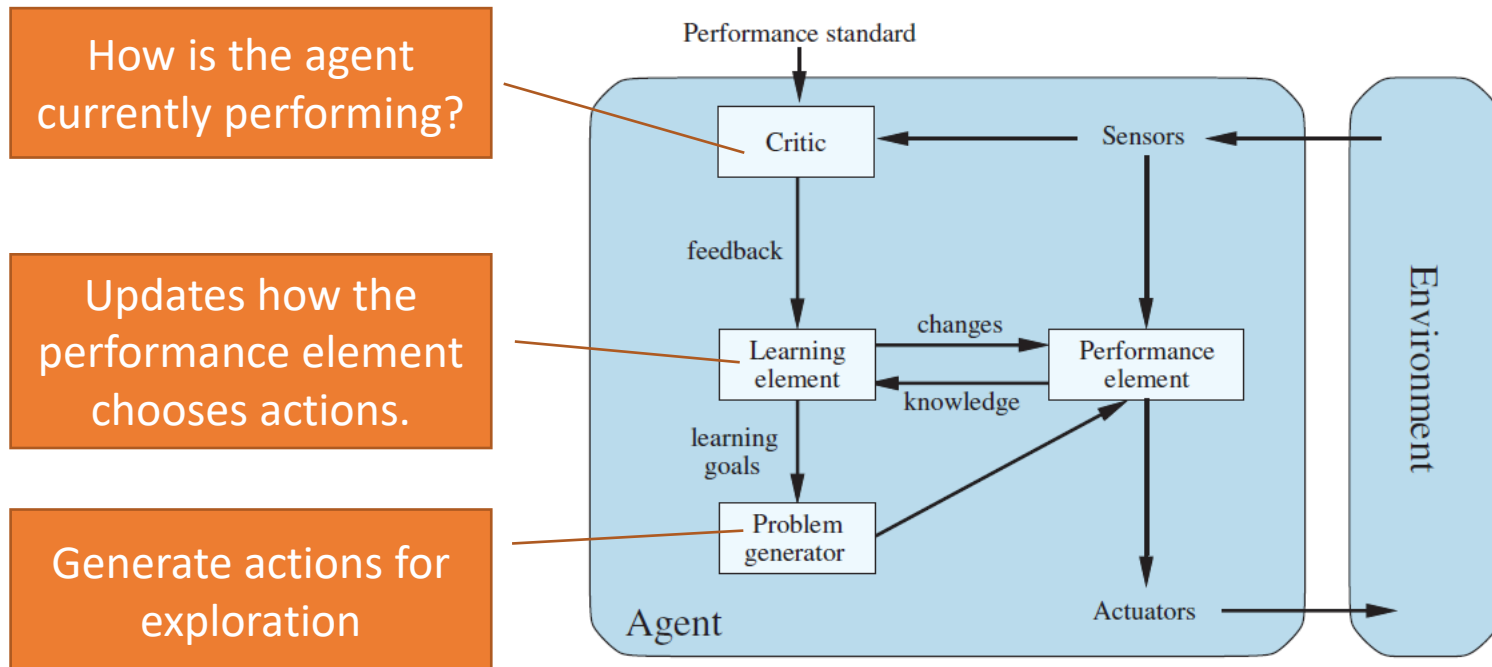 How is the agent
currently performing?
Updates how the
performance element
chooses actions.
Generate actions for
exploration
Performance standard
Critic
Sensors
feedback
Learning
element
changes
knowledge
Performance
element
learning
goals
Problem
generator
Agent
Actuators
Environment